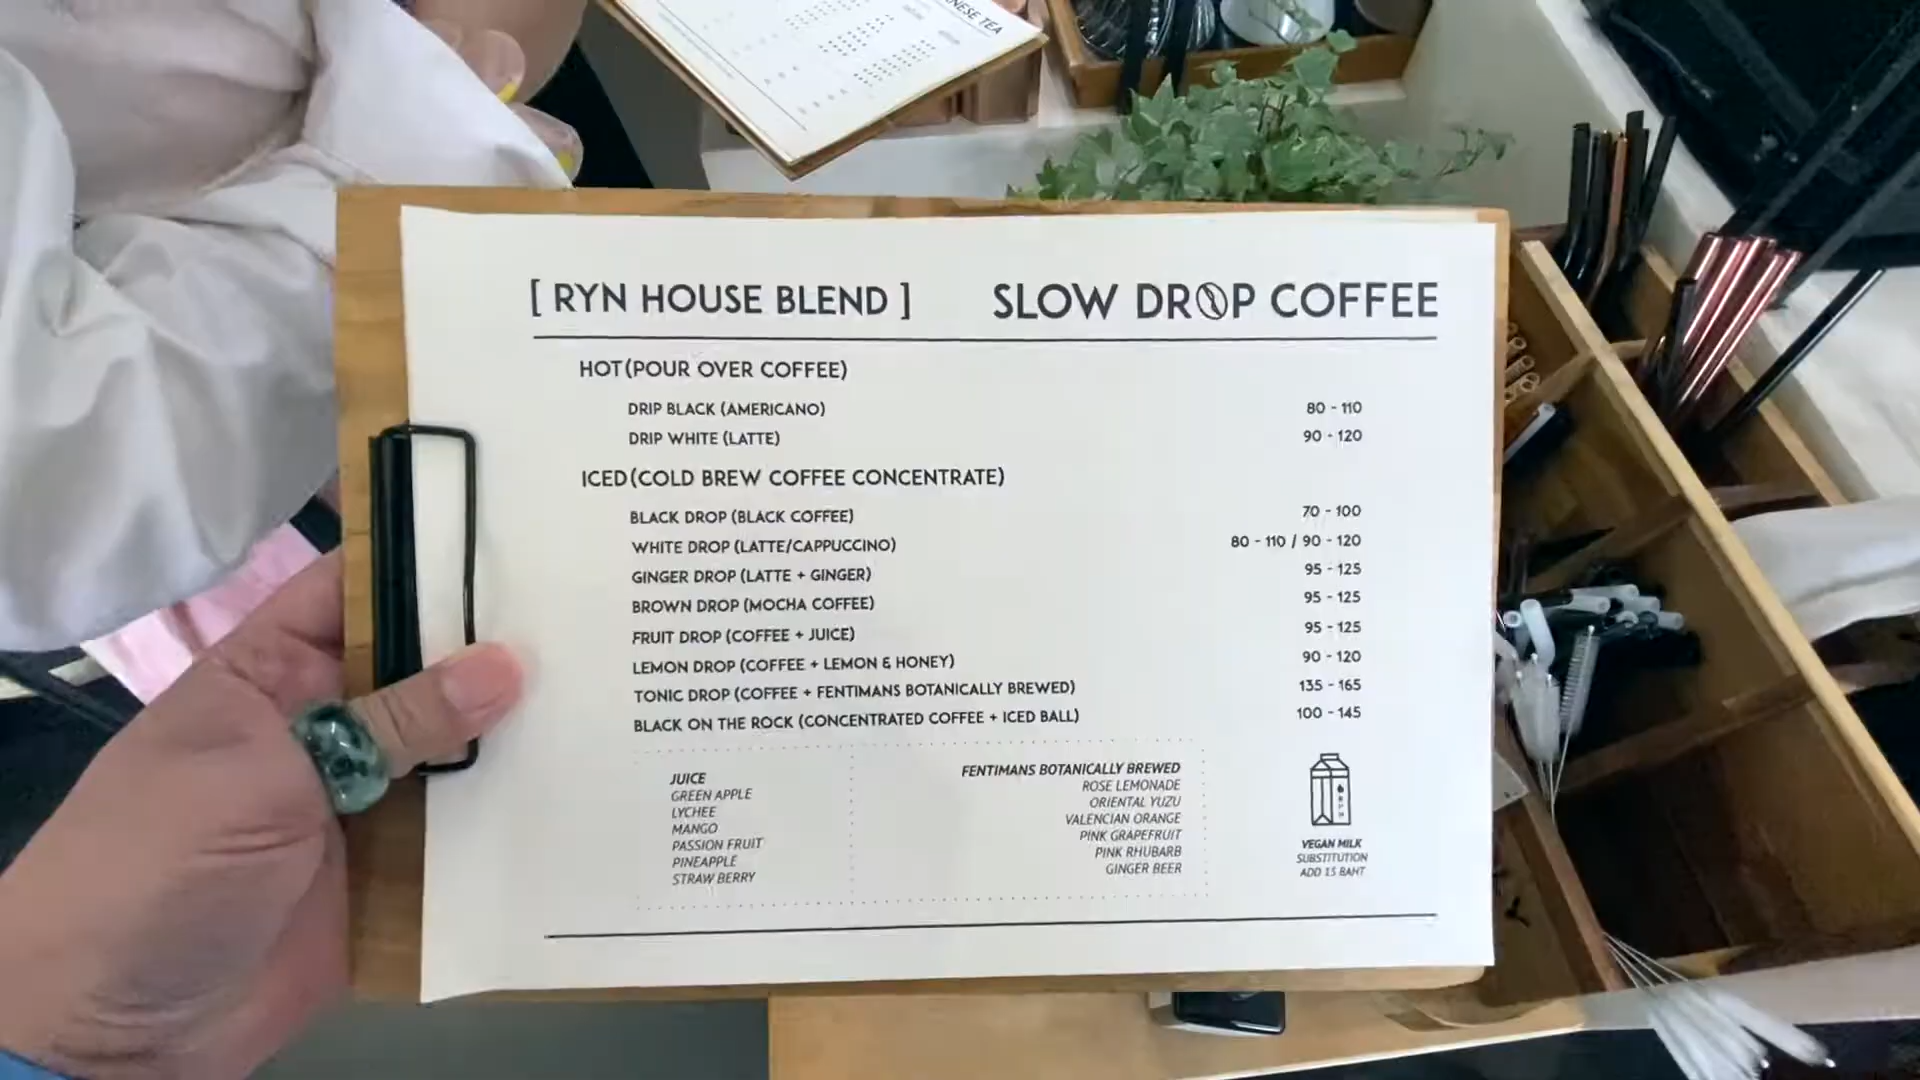 NESE TEA
[ RYN HOUSE BLEND ] SLOW DROP COFFEE
HOT (POUR OVER COFFEE)
DRIP BLACK (AMERICANO) 80 - 110
DRIP WHITE (LATTE) 90 - 120
ICED (COLD BREW COFFEE CONCENTRATE)
BLACK DROP (BLACK COFFEE) 70 - 100
WHITE DROP (LATTE/CAPPUCCINO) 80 - 110 / 90 - 120
GINGER DROP (LATTE + GINGER) 95 - 125
BROWN DROP (MOCHA COFFEE) 95 - 125
FRUIT DROP (COFFEE + JUICE) 95 - 125
LEMON DROP (COFFEE + LEMON & HONEY) 90 - 120
TONIC DROP (COFFEE + FENTIMANS BOTANICALLY BREWED) 135 - 165
BLACK ON THE ROCK (CONCENTRATED COFFEE + ICED BALL) 100 - 145
JUICE
GREEN APPLE
LYCHEE
MANGO
PASSION FRUIT
PINEAPPLE
STRAW BERRY
FENTIMANS BOTANICALLY BREWED
ROSE LEMONADE
ORIENTAL YUZU
VALENCIAN ORANGE
PINK GRAPEFRUIT
PINK RHUBARB
GINGER BEER
VEGAN MILK
SUBSTITUTION
ADD 15 BAHT